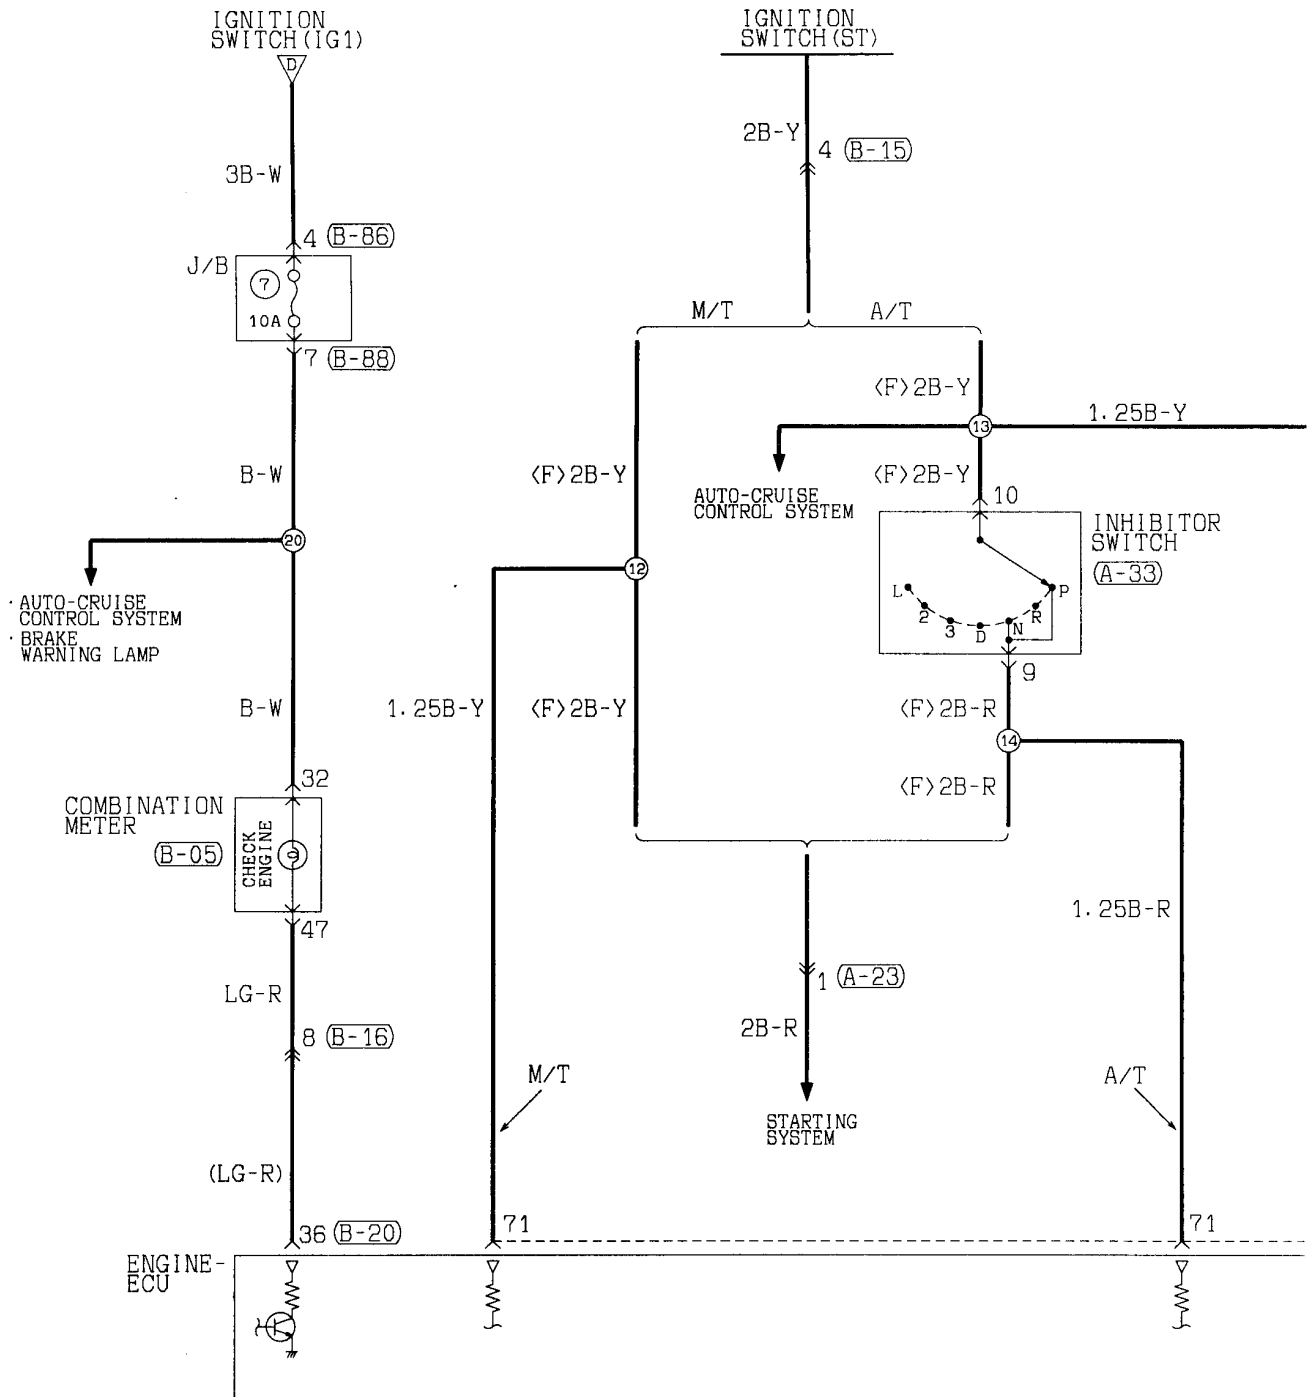 IGNITION
SWITCH(IG1)
D
3B-W
4 (B-86)
J/B
7
10A
7 (B-88)
B-W
20
· AUTO-CRUISE
CONTROL SYSTEM
· BRAKE
WARNING LAMP
B-W
32
COMBINATION
METER
(B-05)
CHECK
ENGINE
47
LG-R
8 (B-16)
(LG-R)
36 (B-20)
ENGINE-
ECU
IGNITION
SWITCH(ST)
2B-Y
4 (B-15)
M/T
A/T
<F>2B-Y
13
1.25B-Y
<F>2B-Y
<F>2B-Y
AUTO-CRUISE
CONTROL SYSTEM
10
INHIBITOR
SWITCH
(A-33)
L
2
3
D
N
R
P
9
12
1.25B-Y
<F>2B-Y
<F>2B-R
14
<F>2B-R
1.25B-R
1 (A-23)
2B-R
M/T
A/T
STARTING
SYSTEM
71
71